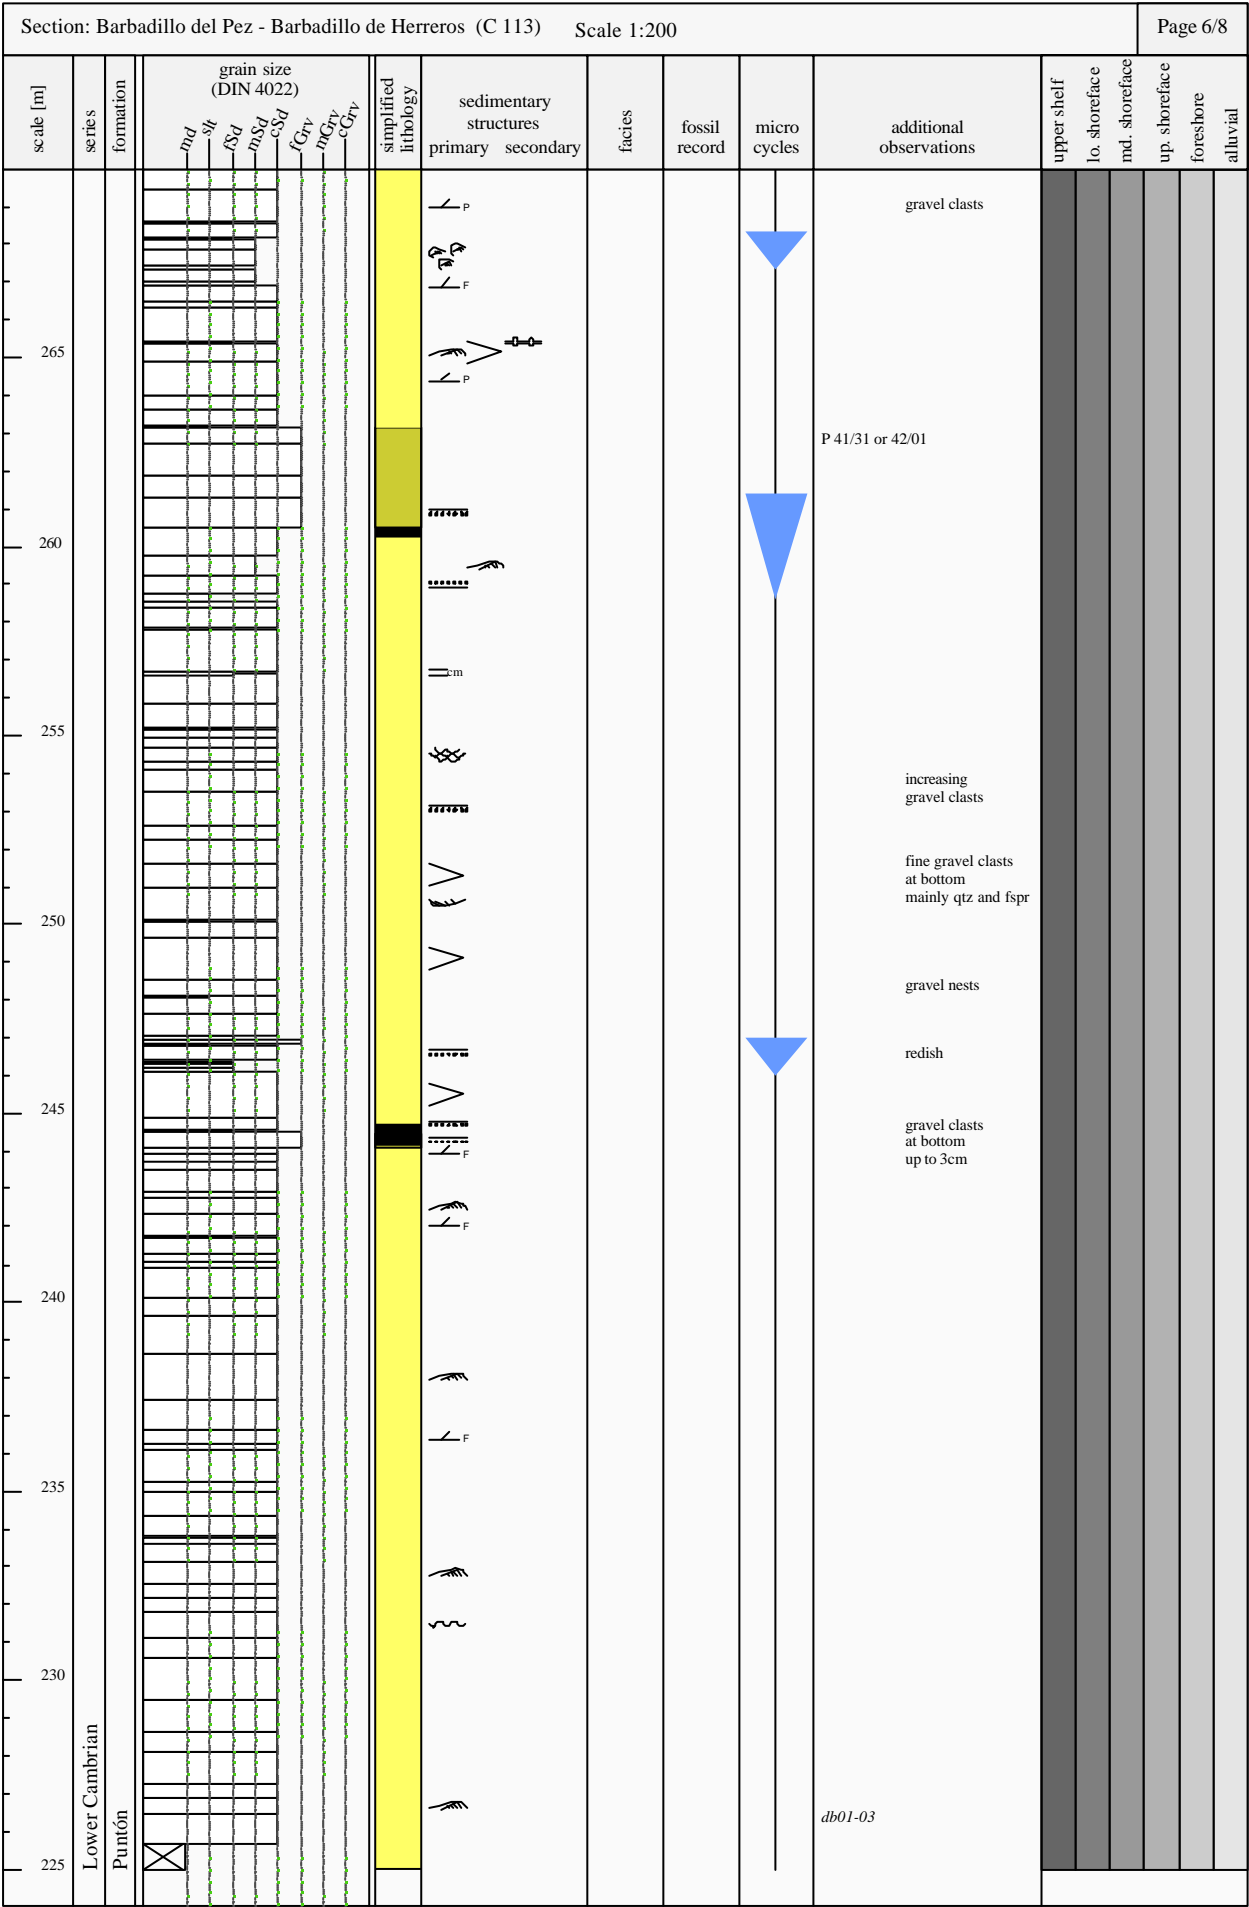 Section: Barbadillo del Pez - Barbadillo de Herreros (C 113) Scale 1:200
Page 6/8
scale [m]
series
formation
grain size
(DIN 4022)
md
slt
fSd
mSd
cSd
fGrv
mGrv
cGrv
simplified
lithology
sedimentary
structures
primary secondary
facies
fossil
record
micro
cycles
additional
observations
upper shelf
lo. shoreface
md. shoreface
up. shoreface
foreshore
alluvial
P
gravel clasts
F
265
P
P 41/31 or 42/01
260
cm
255
increasing
gravel clasts
fine gravel clasts
at bottom
mainly qtz and fspr
250
gravel nests
redish
245
gravel clasts
at bottom
up to 3cm
F
F
240
F
235
230
Lower Cambrian
Puntón
db01-03
225